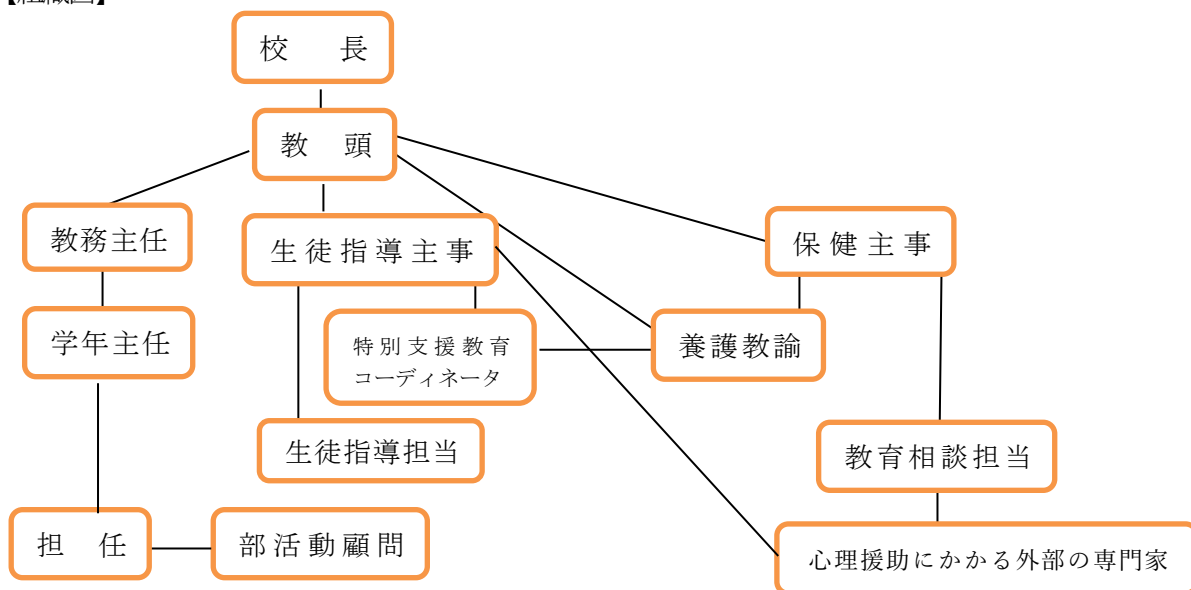 【組織図】
校　長
教　頭
教務主任
生徒指導主事
保健主事
学年主任
特別支援教育
コーディネータ
養護教諭
生徒指導担当
教育相談担当
担　任
部活動顧問
心理援助にかかる外部の専門家